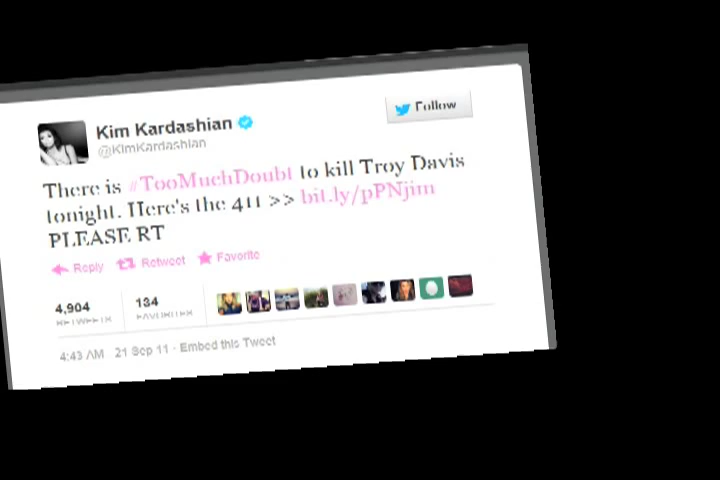 Kim Kardashian
@KimKardashian
Follow
There is #TooMuchDoubt to kill Troy Davis
tonight. Here's the 411 >> bit.ly/pPNjim
PLEASE RT
Reply Retweet Favorite
4,904 134
RETWEETS FAVORITES
4:43 AM 21 Sep 11 · Embed this Tweet